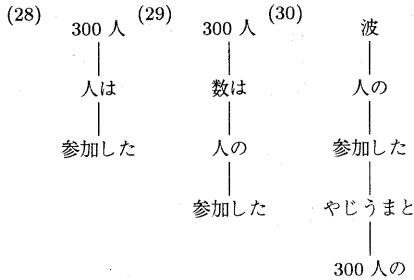 (28) 300 人
人は
参加した
(29) 300 人
数は
人の
参加した
(30) 波
人の
参加した
やじうまと
300 人の